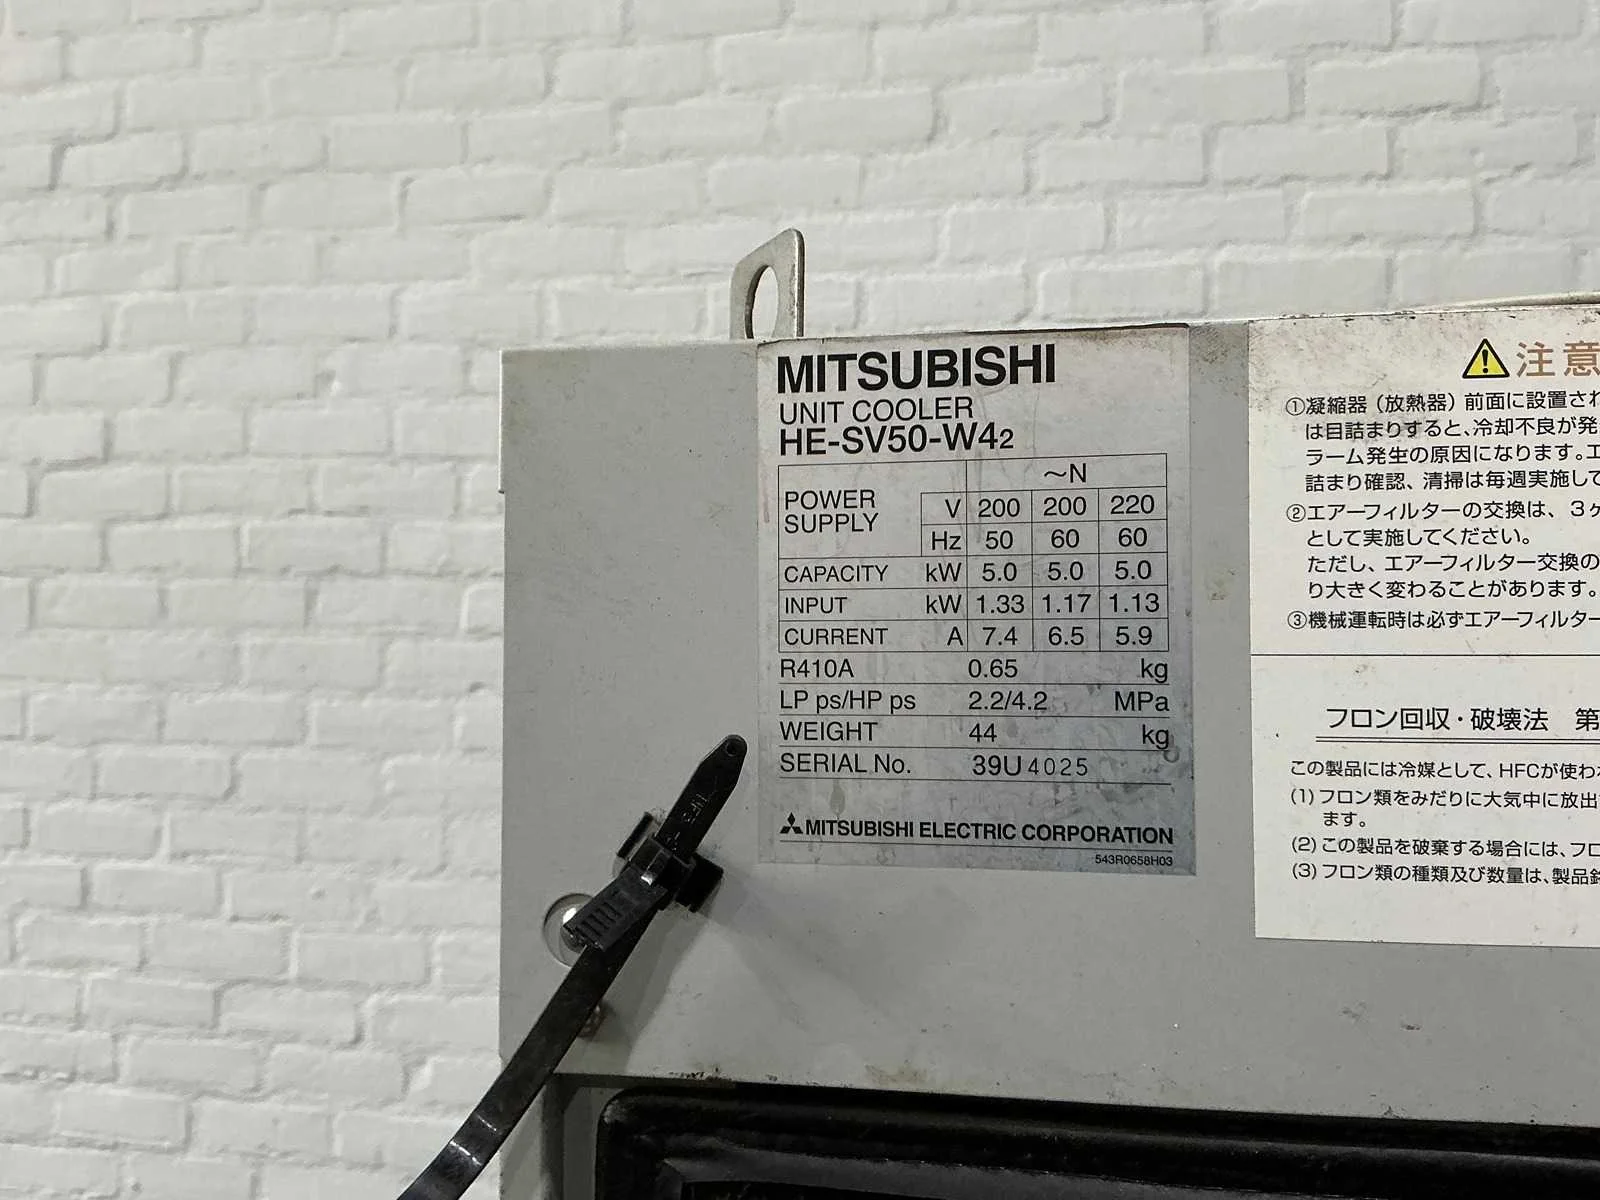 MITSUBISHI
UNIT COOLER
HE-SV50-W42
POWER SUPPLY ~N
V 200 200 220
Hz 50 60 60
CAPACITY kW 5.0 5.0 5.0
INPUT kW 1.33 1.17 1.13
CURRENT A 7.4 6.5 5.9
R410A 0.65 kg
LP ps/HP ps 2.2/4.2 MPa
WEIGHT 44 kg
SERIAL No. 39U4025
MITSUBISHI ELECTRIC CORPORATION
543R0658H03
注意
①凝縮器（放熱器）前面に設置され
は目詰まりすると、冷却不良が発
ラーム発生の原因になります。エ
詰まり確認、清掃は毎週実施して
②エアーフィルターの交換は、3ヶ
として実施してください。
ただし、エアーフィルター交換の
り大きく変わることがあります。
③機械運転時は必ずエアーフィルター
フロン回収・破壊法 第
この製品には冷媒として、HFCが使わ
(1) フロン類をみだりに大気中に放出
ます。
(2) この製品を破棄する場合には、フロ
(3) フロン類の種類及び数量は、製品銘